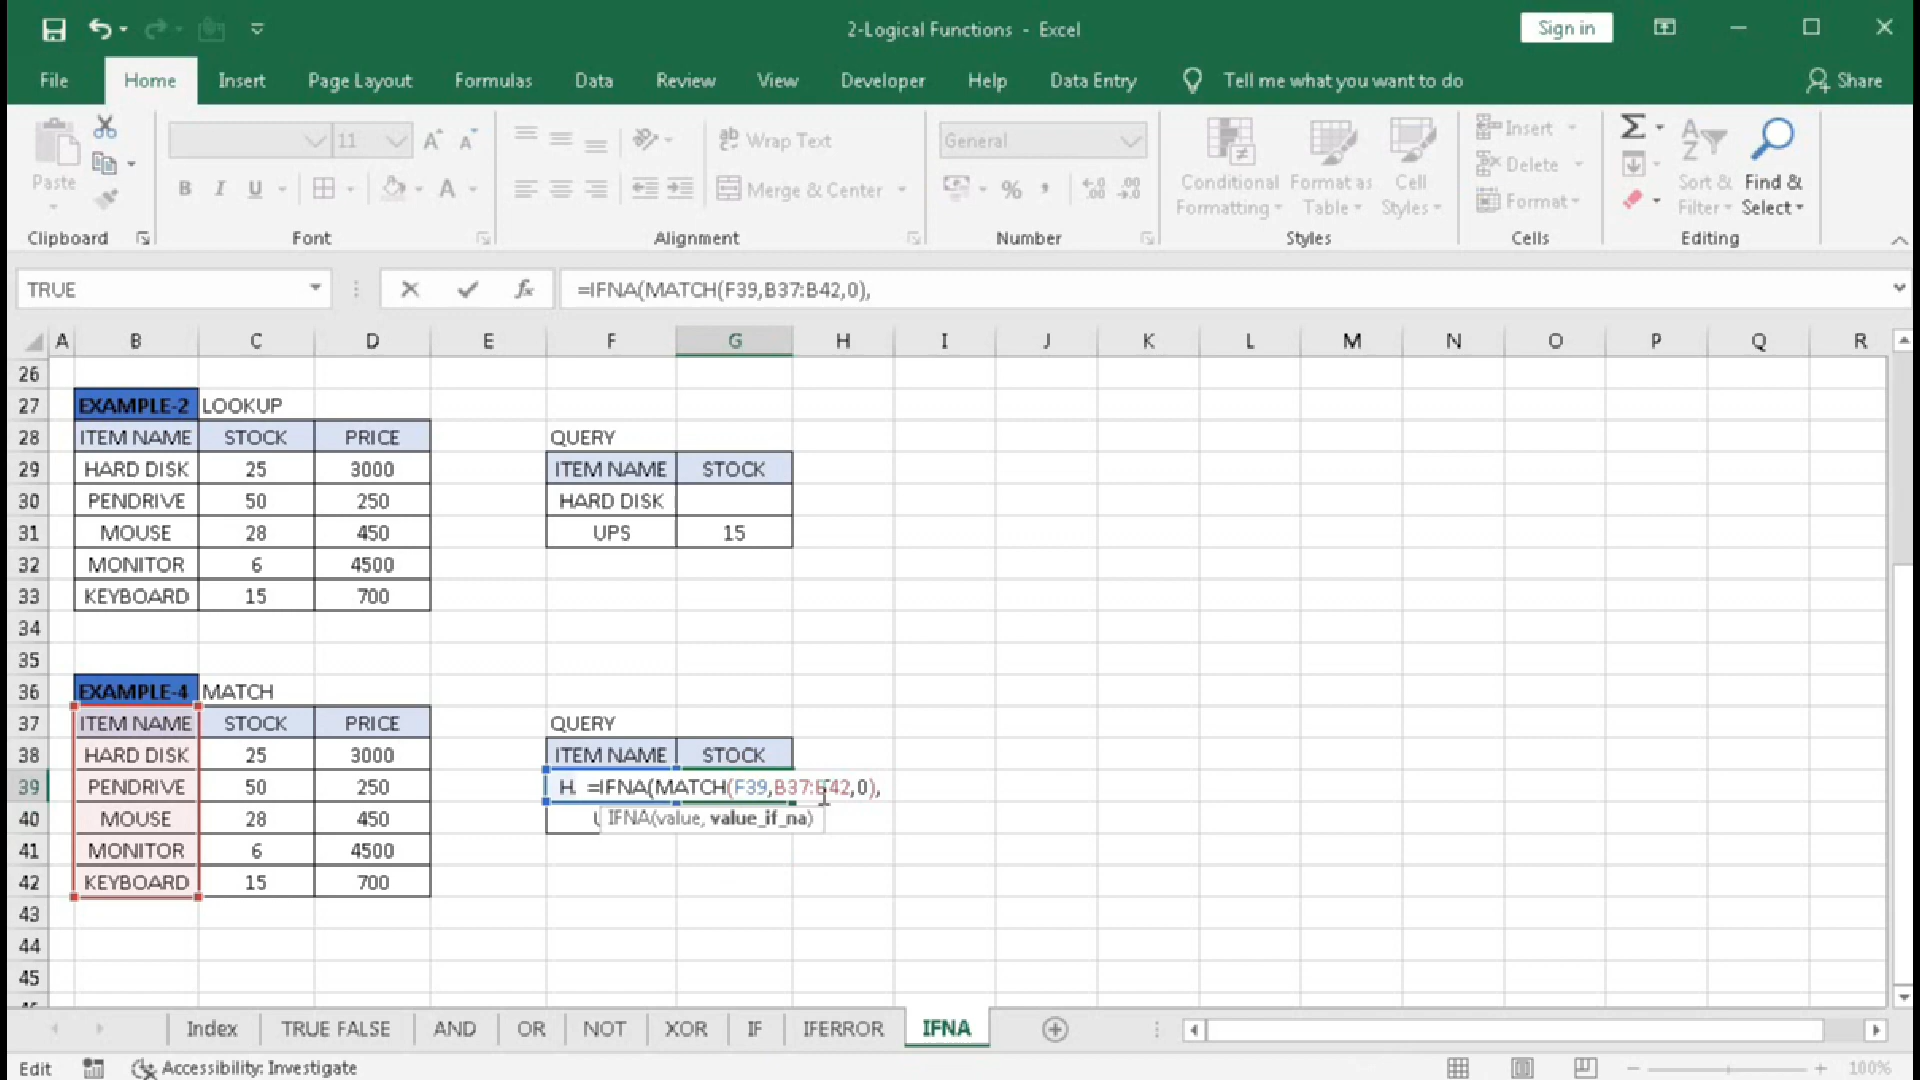 2-Logical Functions - Excel
Sign in
File Home Insert Page Layout Formulas Data Review View Developer Help Data Entry Tell me what you want to do Share
Paste
11 A A
Wrap Text
General
Conditional Formatting
Format as Table
Cell Styles
Insert
Delete
Format
Sort & Filter
Find & Select
B I U A
Merge & Center
%
Clipboard Font Alignment Number Styles Cells Editing
TRUE fx =IFNA(MATCH(F39,B37:B42,0),
A B C D E F G H I J K L M N O P Q R
26
27 EXAMPLE-2 LOOKUP
28 ITEM NAME STOCK PRICE QUERY
29 HARD DISK 25 3000 ITEM NAME STOCK
30 PENDRIVE 50 250 HARD DISK
31 MOUSE 28 450 UPS 15
32 MONITOR 6 4500
33 KEYBOARD 15 700
34
35
36 EXAMPLE-4 MATCH
37 ITEM NAME STOCK PRICE QUERY
38 HARD DISK 25 3000 ITEM NAME STOCK
39 PENDRIVE 50 250 H. =IFNA(MATCH(F39,B37:B42,0),
40 MOUSE 28 450 IFNA(value, value_if_na)
41 MONITOR 6 4500
42 KEYBOARD 15 700
43
44
45
Index TRUE FALSE AND OR NOT XOR IF IFERROR IFNA
Edit Accessibility: Investigate 100%